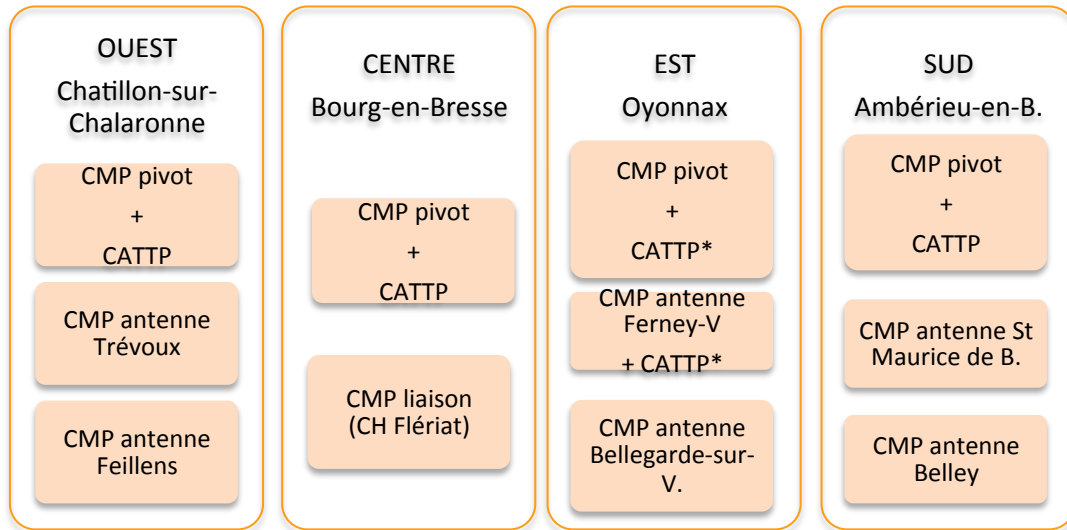 OUEST
Chatillon-sur-
Chalaronne
CMP pivot
+
CATTP
CMP antenne
Trévoux
CMP antenne
Feillens
CENTRE
Bourg-en-Bresse
CMP pivot
+
CATTP
CMP liaison
(CH Flériat)
EST
Oyonnax
CMP pivot
+
CATTP*
CMP antenne
Ferney-V
+ CATTP*
CMP antenne
Bellegarde-sur-
V.
SUD
Ambérieu-en-B.
CMP pivot
+
CATTP
CMP antenne St
Maurice de B.
CMP antenne
Belley